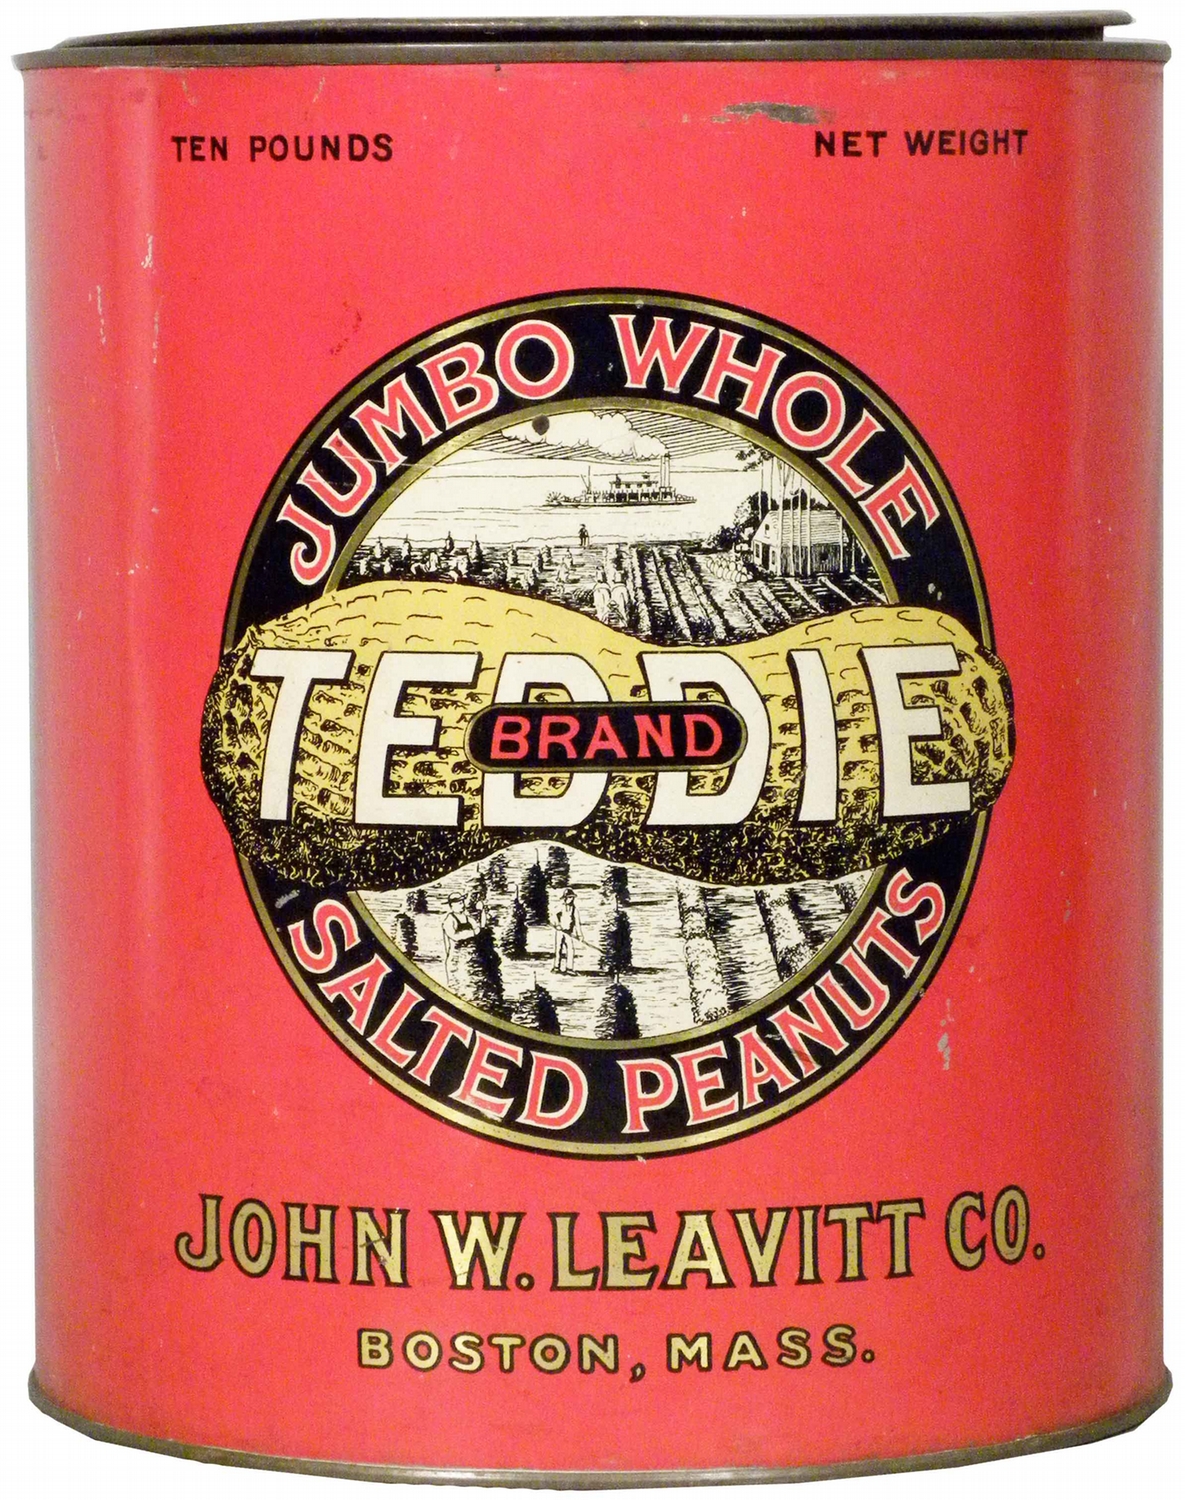 TEN POUNDS NET WEIGHT
JUMBO WHOLE
TEDDIE
BRAND
SALTED PEANUTS
JOHN W. LEAVITT CO.
BOSTON, MASS.